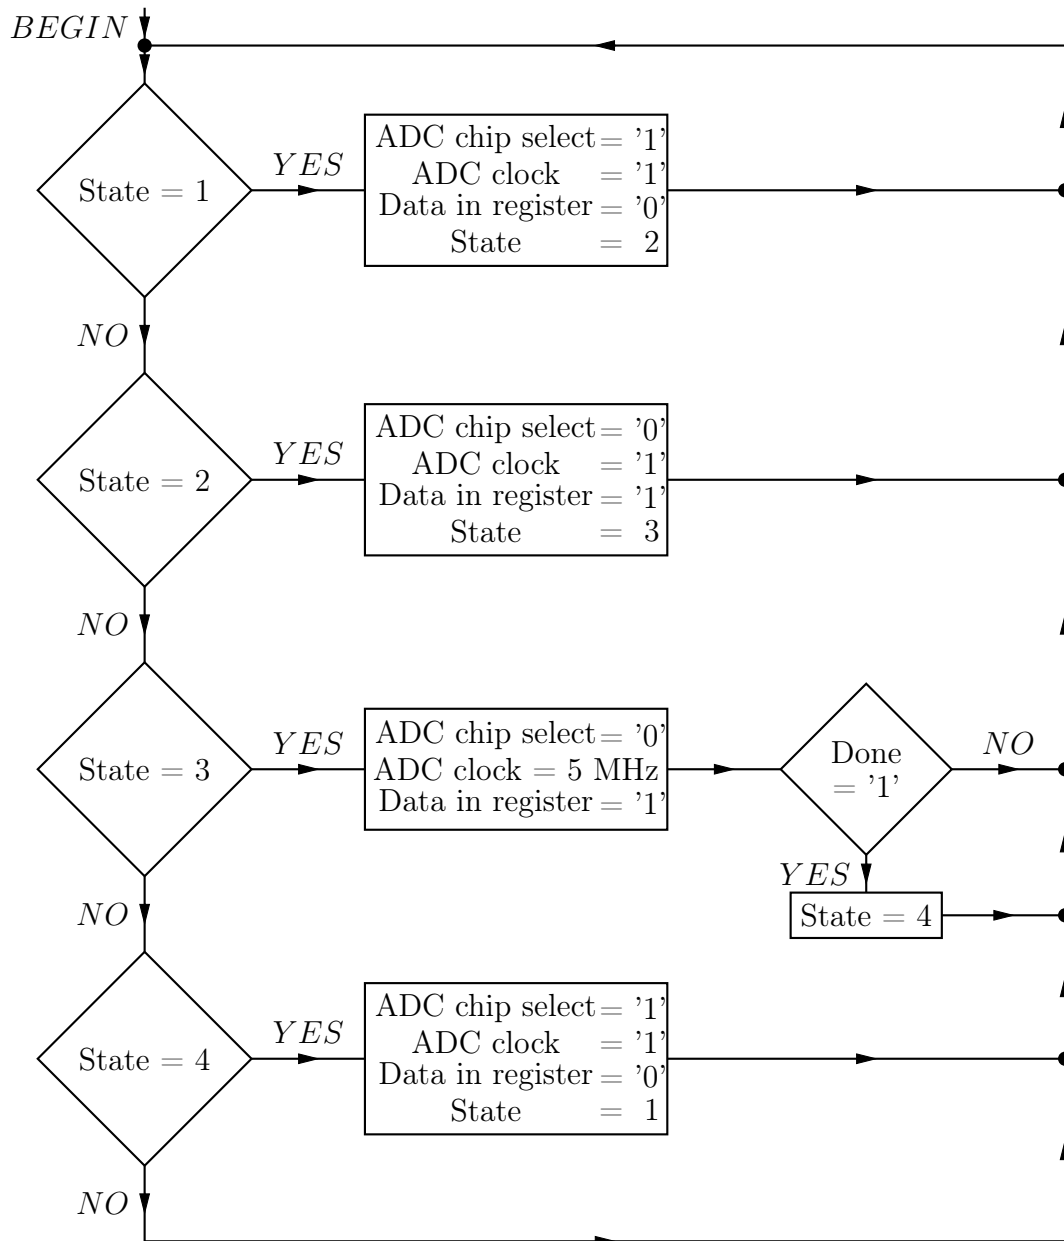 BEGIN
State = 1
YES
ADC chip select = '1'
ADC clock = '1'
Data in register = '0'
State = 2
NO
State = 2
YES
ADC chip select = '0'
ADC clock = '1'
Data in register = '1'
State = 3
NO
State = 3
YES
ADC chip select = '0'
ADC clock = 5 MHz
Data in register = '1'
Done
= '1'
NO
YES
State = 4
NO
State = 4
YES
ADC chip select = '1'
ADC clock = '1'
Data in register = '0'
State = 1
NO